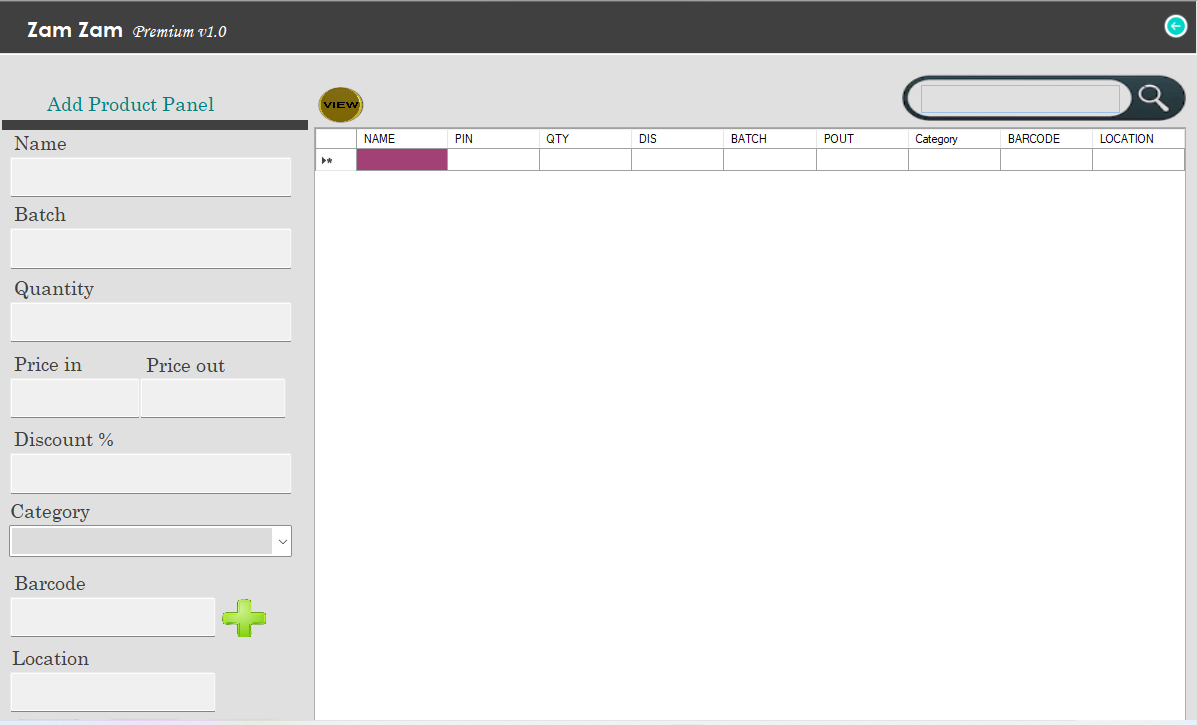 Zam Zam Premium v1.0
Add Product Panel
VIEW
Name
Batch
Quantity
Price in Price out
Discount %
Category
Barcode
Location
NAME PIN QTY DIS BATCH POUT Category BARCODE LOCATION